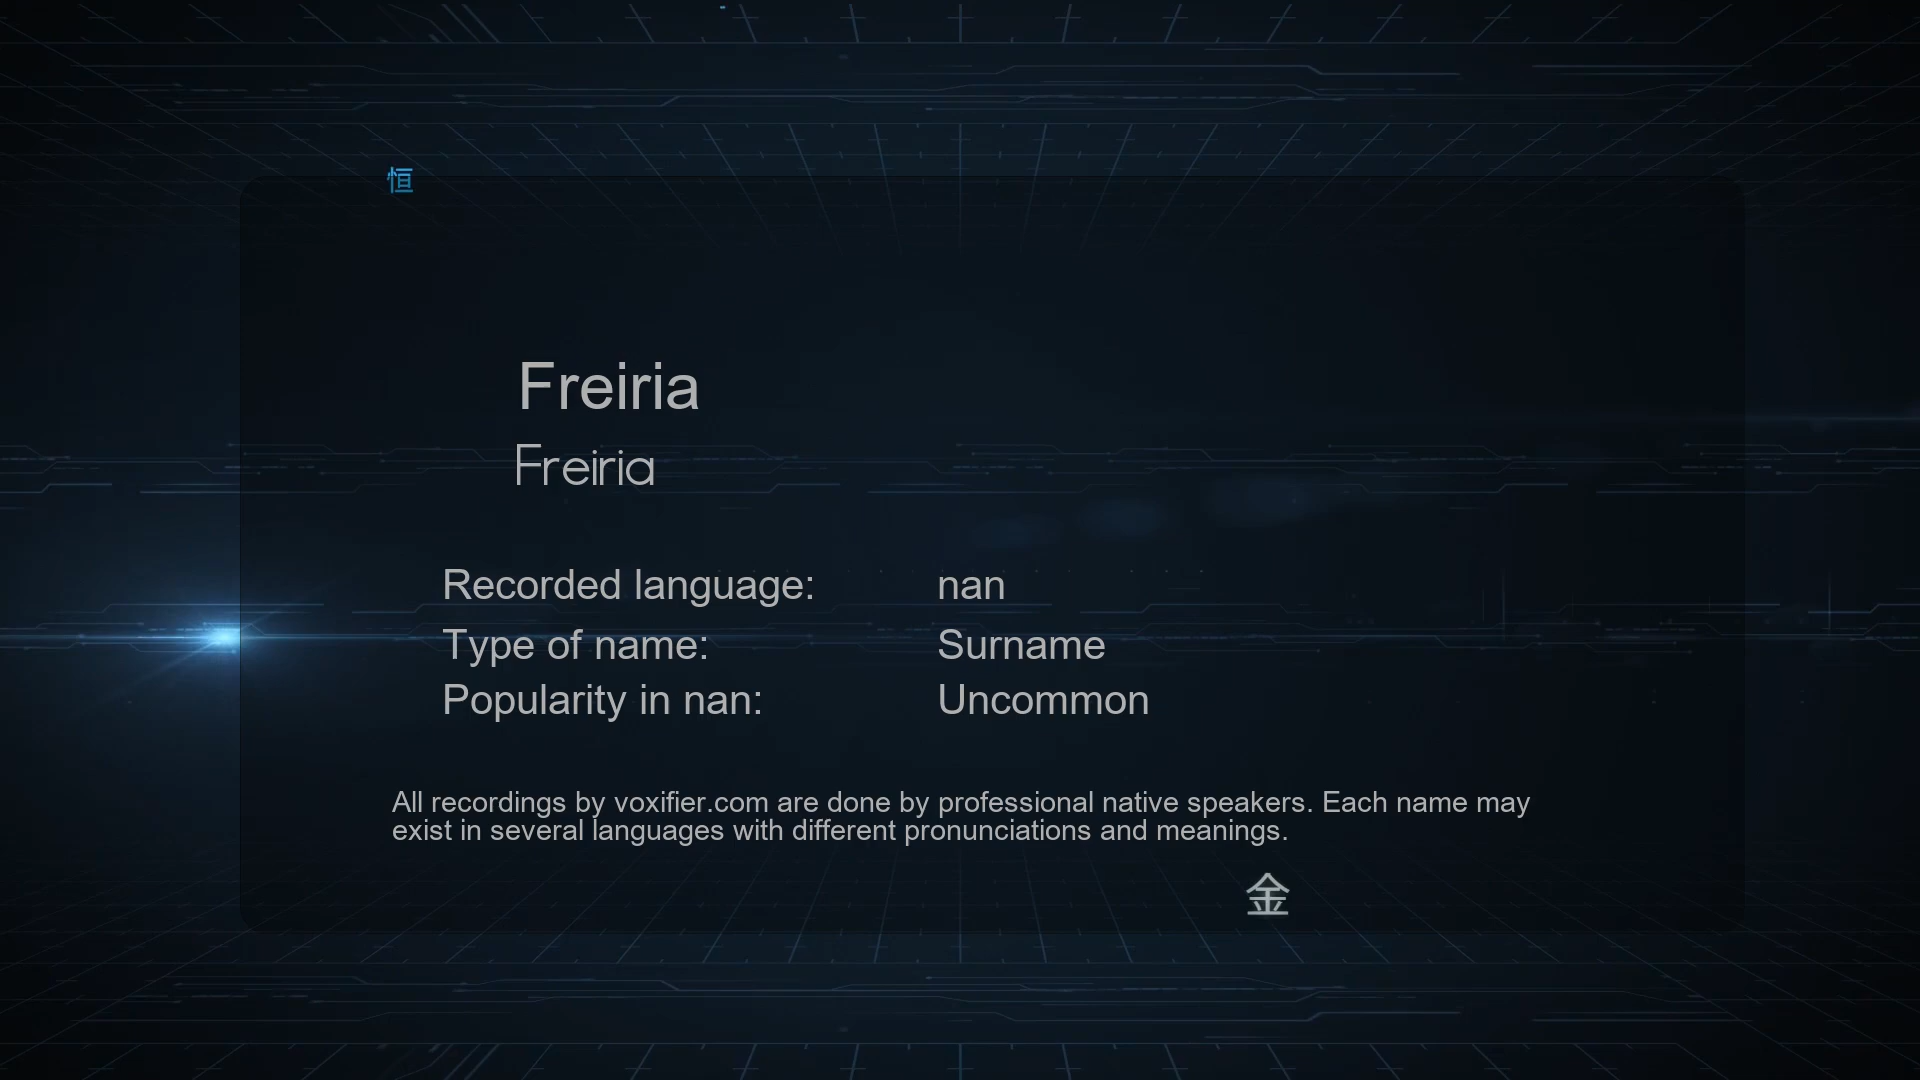 恒
Freiria
Freiria
Recorded language: nan
Type of name: Surname
Popularity in nan: Uncommon
All recordings by voxifier.com are done by professional native speakers. Each name may
exist in several languages with different pronunciations and meanings.
金